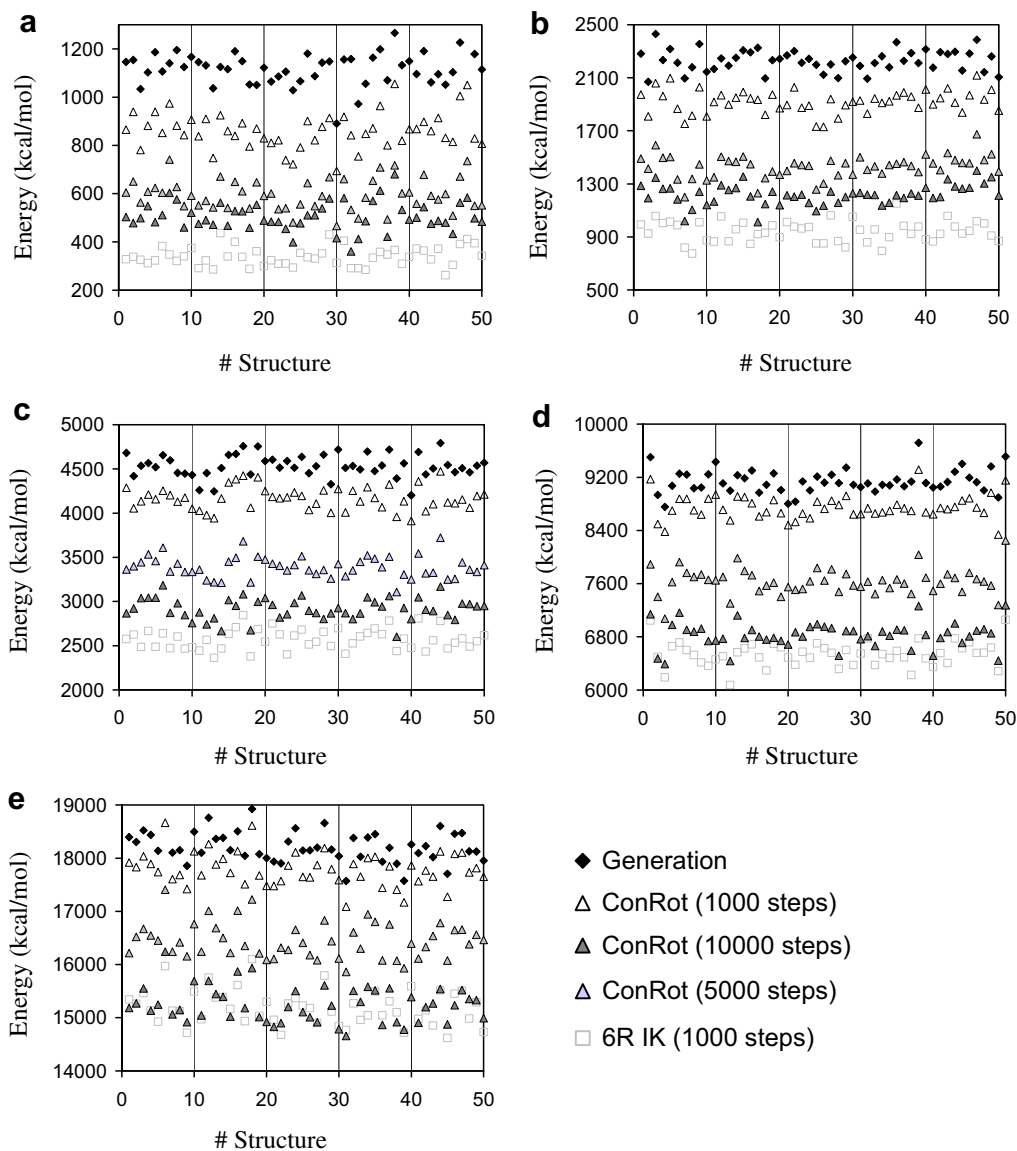 a
1200
1000
800
600
400
200
Energy (kcal/mol)
0 10 20 30 40 50
# Structure
b
2500
2100
1700
1300
900
500
Energy (kcal/mol)
0 10 20 30 40 50
# Structure
c
5000
4500
4000
3500
3000
2500
2000
Energy (kcal/mol)
0 10 20 30 40 50
# Structure
d
10000
9200
8400
7600
6800
6000
Energy (kcal/mol)
0 10 20 30 40 50
# Structure
e
19000
18000
17000
16000
15000
14000
Energy (kcal/mol)
0 10 20 30 40 50
# Structure
Generation
ConRot (1000 steps)
ConRot (10000 steps)
ConRot (5000 steps)
6R IK (1000 steps)